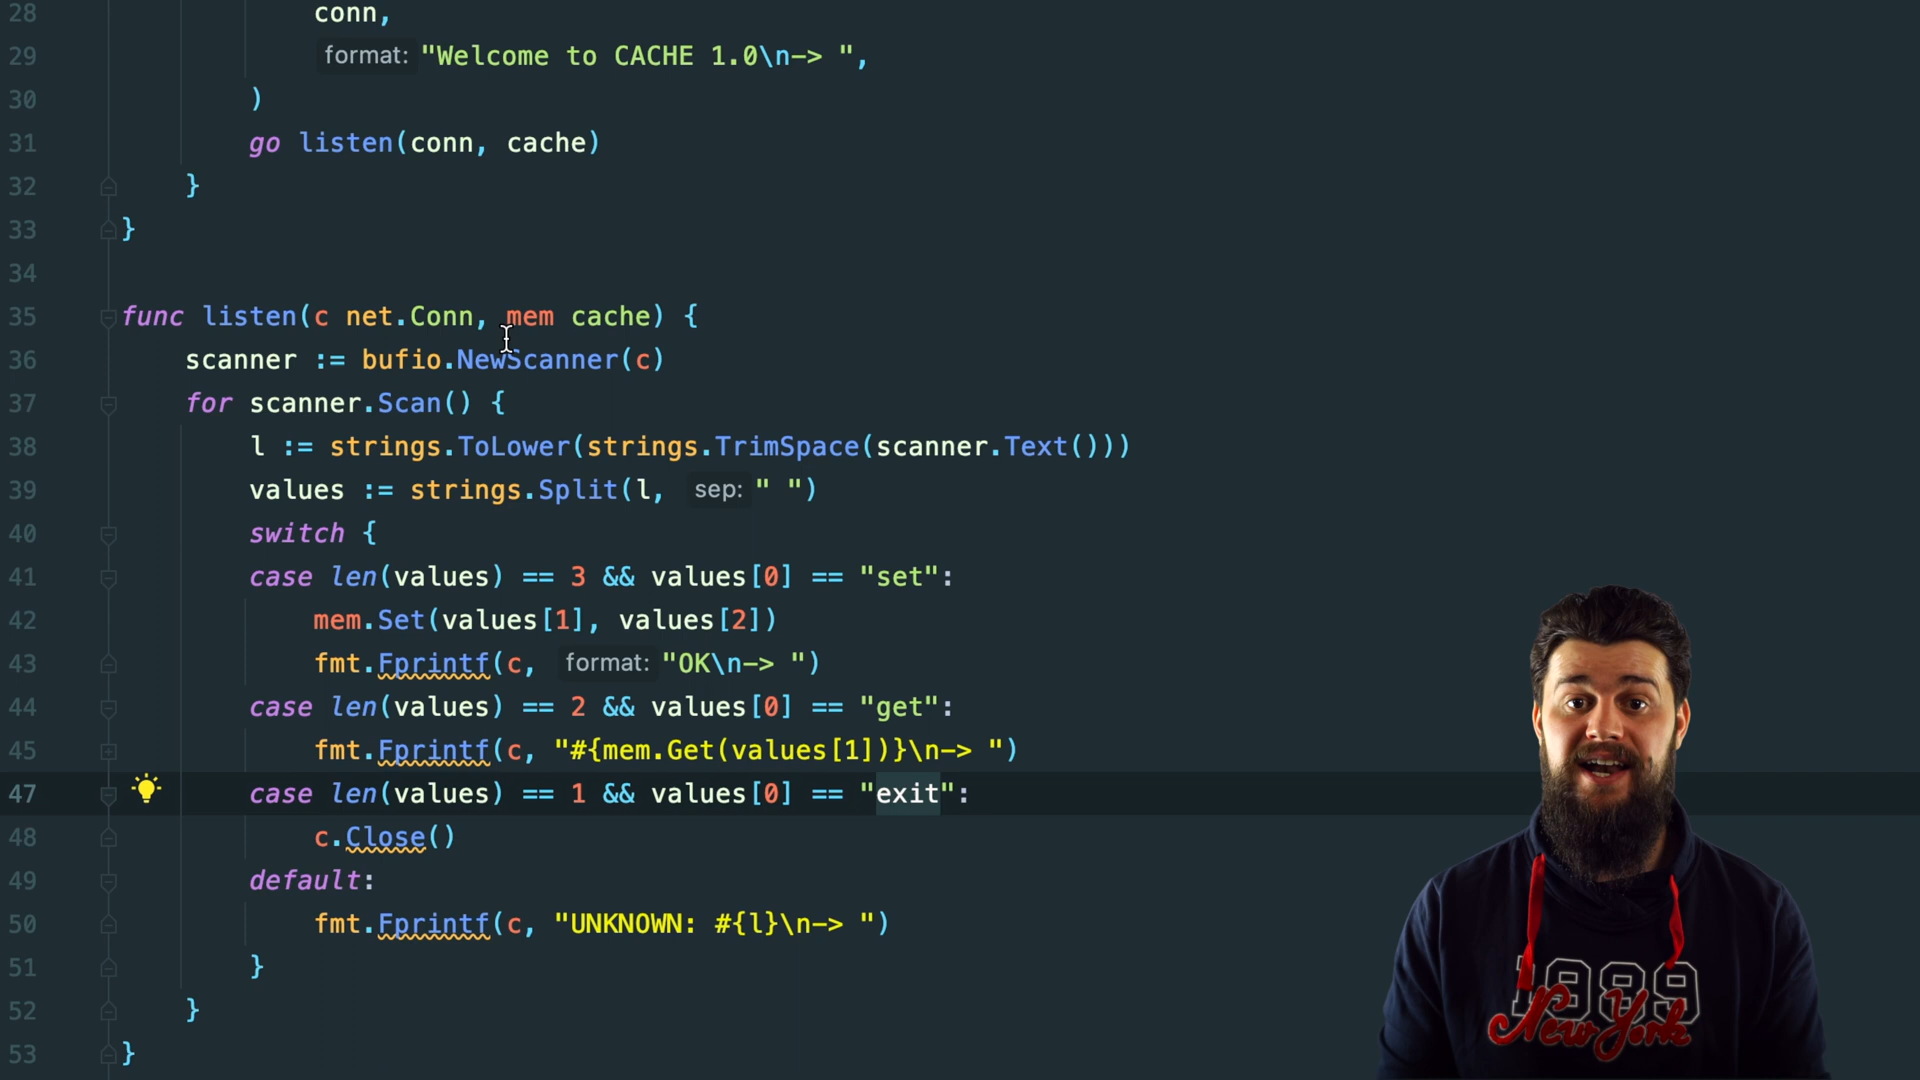 28 conn,
29 format: "Welcome to CACHE 1.0\n-> ",
30 )
31 go listen(conn, cache)
32 }
33 }
34
35 func listen(c net.Conn, mem cache) {
36 scanner := bufio.NewScanner(c)
37 for scanner.Scan() {
38 l := strings.ToLower(strings.TrimSpace(scanner.Text()))
39 values := strings.Split(l, sep: " ")
40 switch {
41 case len(values) == 3 && values[0] == "set":
42 mem.Set(values[1], values[2])
43 fmt.Fprintf(c, format: "OK\n-> ")
44 case len(values) == 2 && values[0] == "get":
45 fmt.Fprintf(c, "#{mem.Get(values[1])}\n-> ")
47 case len(values) == 1 && values[0] == "exit":
48 c.Close()
49 default:
50 fmt.Fprintf(c, "UNKNOWN: #{l}\n-> ")
51 }
52 }
53 }
1989
New York